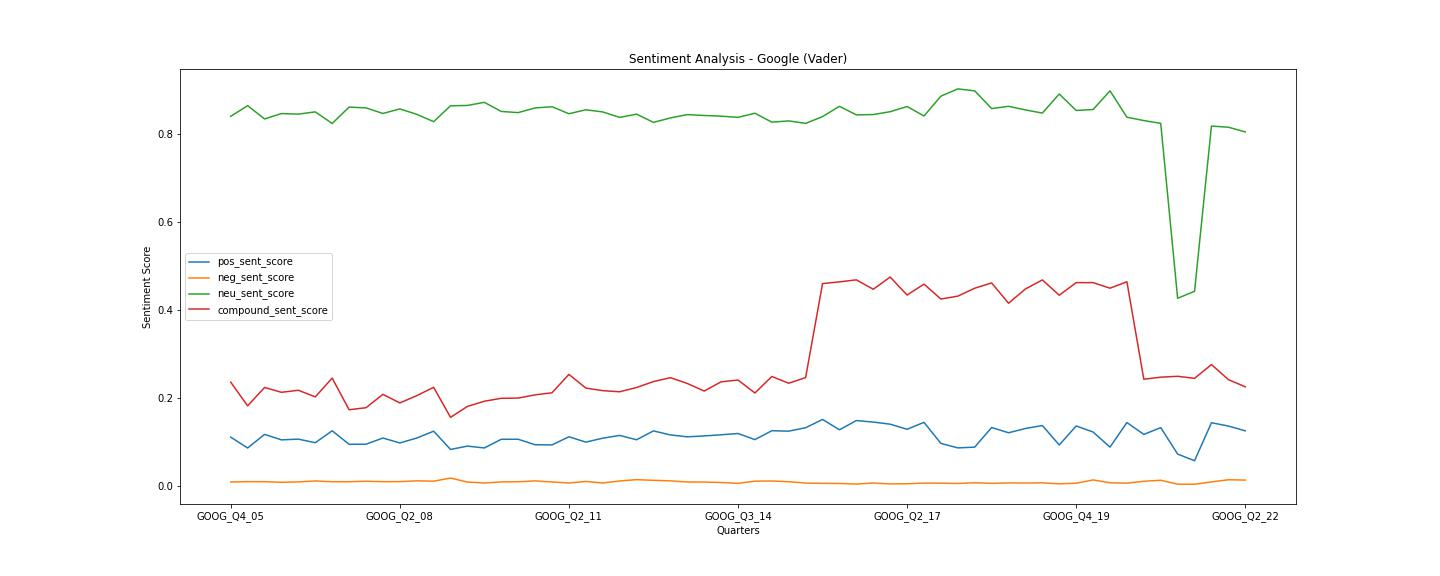 Sentiment Analysis - Google (Vader)
Sentiment Score
0.8
0.6
0.4
0.2
0.0
pos_sent_score
neg_sent_score
neu_sent_score
compound_sent_score
GOOG_Q4_05 GOOG_Q2_08 GOOG_Q2_11 GOOG_Q3_14 GOOG_Q2_17 GOOG_Q4_19 GOOG_Q2_22
Quarters